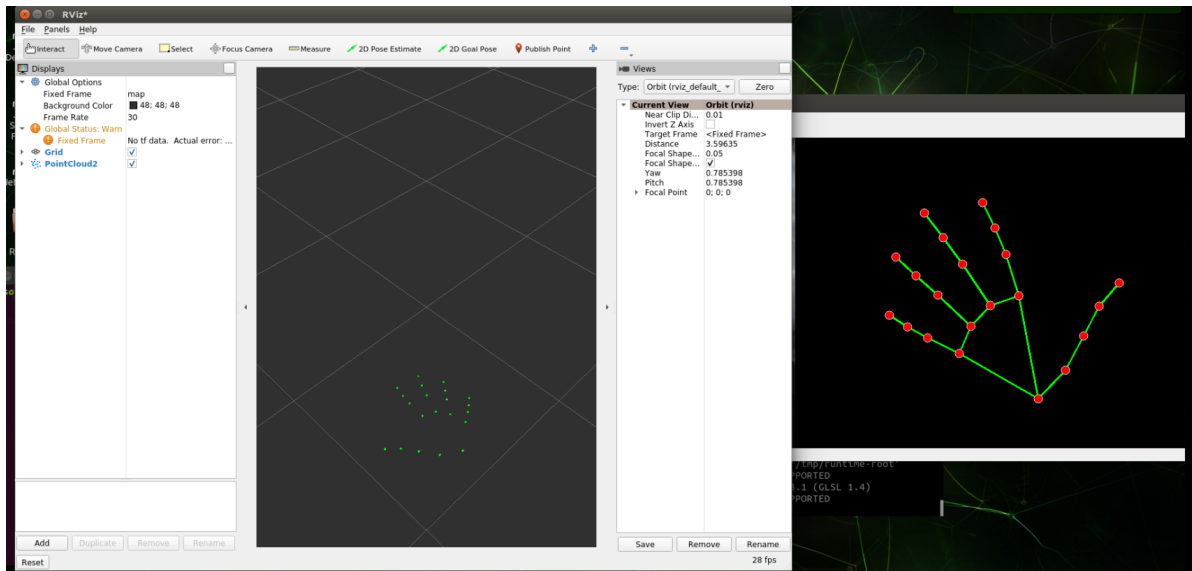 RViz*
File Panels Help
Interact Move Camera Select Focus Camera Measure 2D Pose Estimate 2D Goal Pose Publish Point
Displays
Global Options
Fixed Frame map
Background Color 48; 48; 48
Frame Rate 30
Global Status: Warn
Fixed Frame No tf data. Actual error: ...
Grid
PointCloud2
Add Duplicate Remove Rename
Reset
Views
Type: Orbit (rviz_default_ Zero
Current View Orbit (rviz)
Near Clip Di... 0.01
Invert Z Axis
Target Frame <Fixed Frame>
Distance 3.59635
Focal Shape... 0.05
Focal Shape...
Yaw 0.785398
Pitch 0.785398
Focal Point 0; 0; 0
Save Remove Rename
28 fps
/tmp/runtime-root'
PPORTED
.1 (GLSL 1.4)
PPORTED